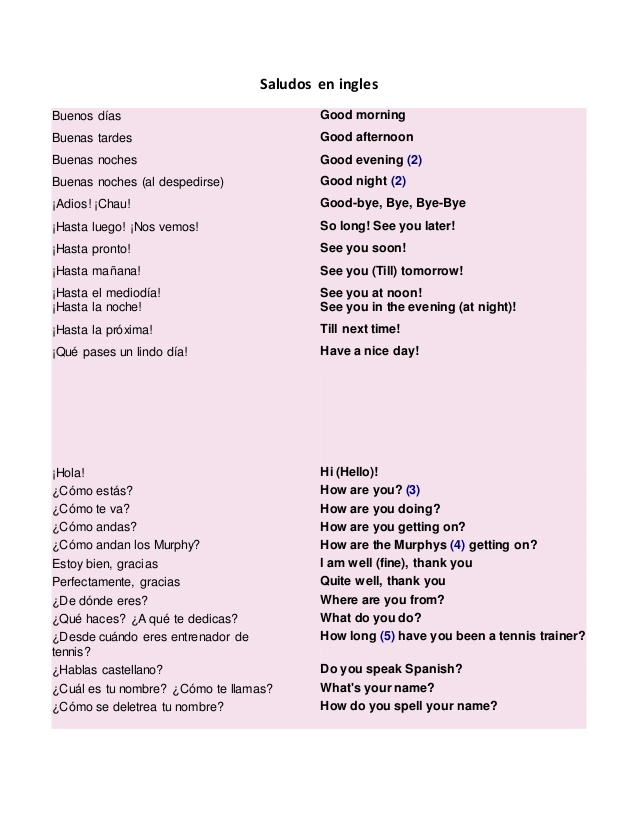 Saludos en ingles
Buenos días Good morning
Buenas tardes Good afternoon
Buenas noches Good evening (2)
Buenas noches (al despedirse) Good night (2)
¡Adios! ¡Chau! Good-bye, Bye, Bye-Bye
¡Hasta luego! ¡Nos vemos! So long! See you later!
¡Hasta pronto! See you soon!
¡Hasta mañana! See you (Till) tomorrow!
¡Hasta el mediodía! See you at noon!
¡Hasta la noche! See you in the evening (at night)!
¡Hasta la próxima! Till next time!
¡Qué pases un lindo día! Have a nice day!
¡Hola! Hi (Hello)!
¿Cómo estás? How are you? (3)
¿Cómo te va? How are you doing?
¿Cómo andas? How are you getting on?
¿Cómo andan los Murphy? How are the Murphys (4) getting on?
Estoy bien, gracias I am well (fine), thank you
Perfectamente, gracias Quite well, thank you
¿De dónde eres? Where are you from?
¿Qué haces? ¿A qué te dedicas? What do you do?
¿Desde cuándo eres entrenador de How long (5) have you been a tennis trainer?
tennis?
¿Hablas castellano? Do you speak Spanish?
¿Cuál es tu nombre? ¿Cómo te llamas? What's your name?
¿Cómo se deletrea tu nombre? How do you spell your name?